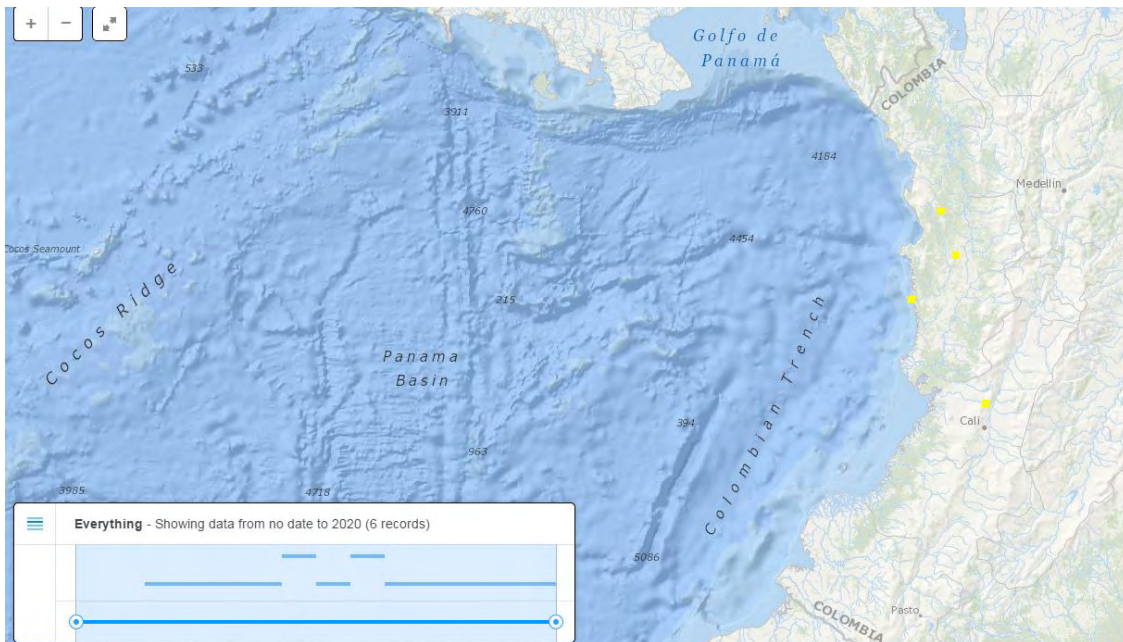 + −
533
Golfo de
Panamá
COLOMBIA
3911
4184
Medellín
4760
4454
Cocos Seamount
Cocos Ridge
215
Panama
Basin
Colombian Trench
394
Cali
963
3985
4718
5086
Everything - Showing data from no date to 2020 (6 records)
COLOMBIA
Pasto